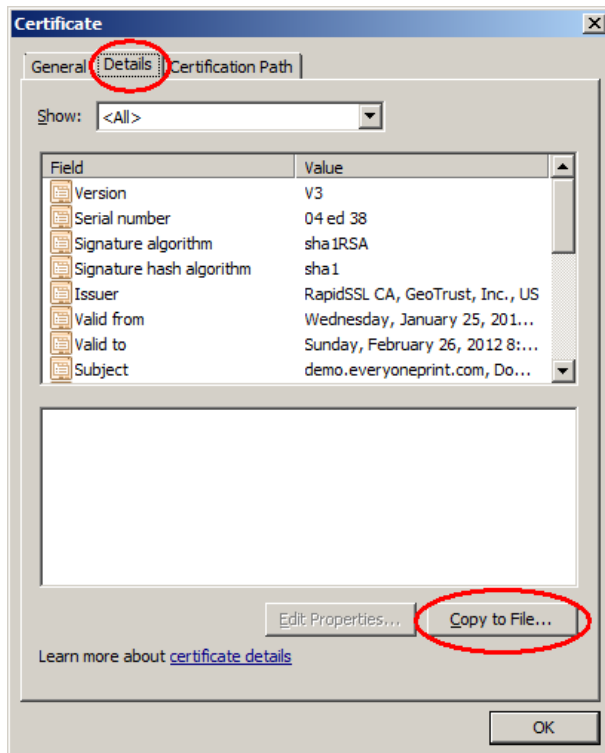 Certificate
General Details Certification Path
Show: <All>
Field Value
Version V3
Serial number 04 ed 38
Signature algorithm sha1RSA
Signature hash algorithm sha1
Issuer RapidSSL CA, GeoTrust, Inc., US
Valid from Wednesday, January 25, 201...
Valid to Sunday, February 26, 2012 8:...
Subject demo.everyoneprint.com, Do...
Edit Properties... Copy to File...
Learn more about certificate details
OK